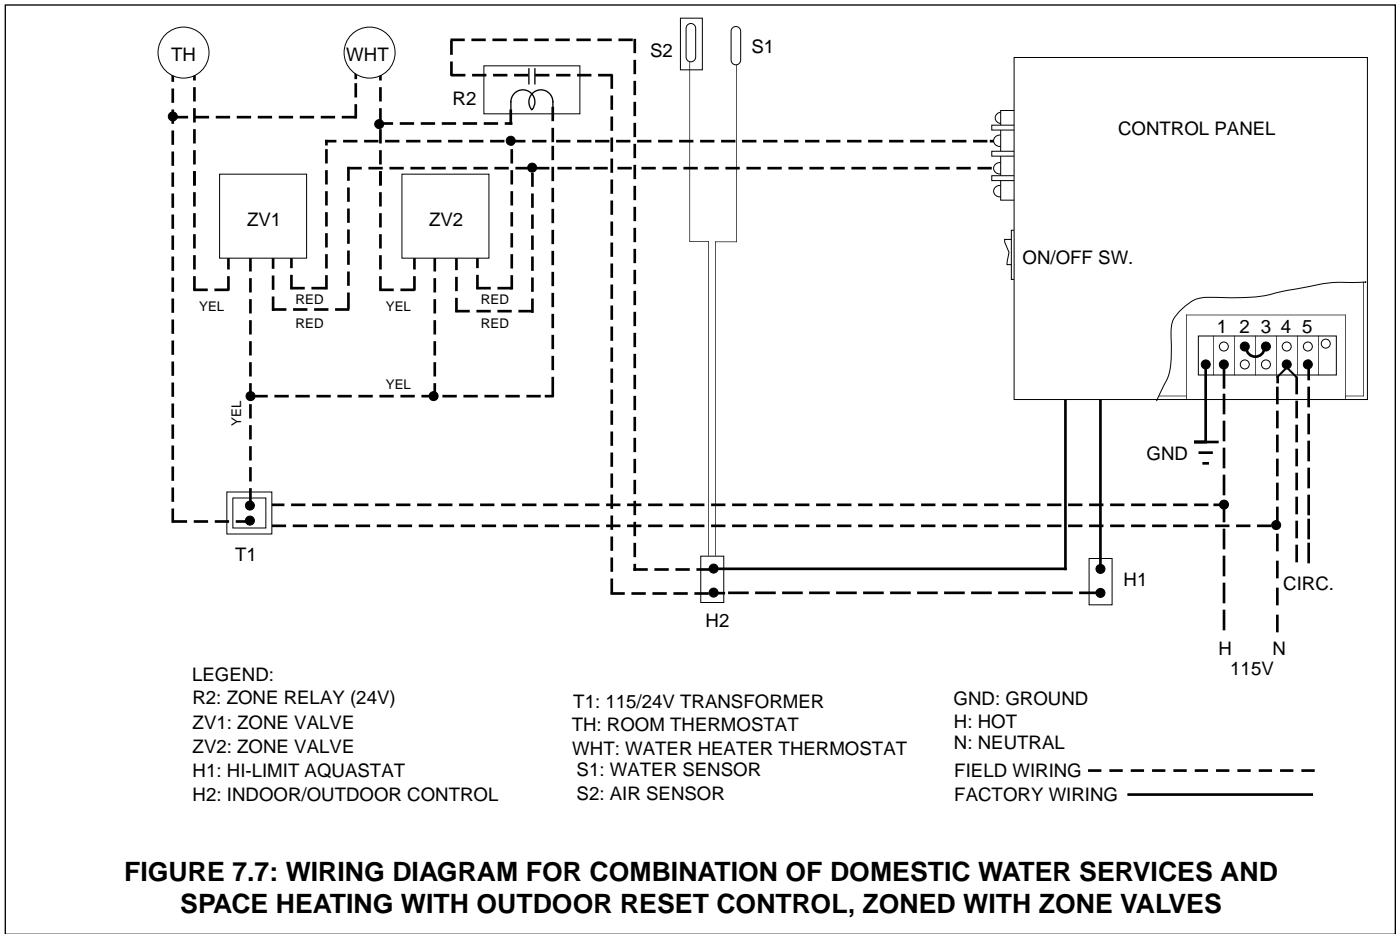 TH
WHT
R2
S2
S1
CONTROL PANEL
ZV1
ZV2
ON/OFF SW.
YEL
RED
RED
YEL
RED
RED
1 2 3 4 5
YEL
YEL
GND
T1
H1
CIRC.
H2
H N
115V
LEGEND:
R2: ZONE RELAY (24V)
ZV1: ZONE VALVE
ZV2: ZONE VALVE
H1: HI-LIMIT AQUASTAT
H2: INDOOR/OUTDOOR CONTROL
T1: 115/24V TRANSFORMER
TH: ROOM THERMOSTAT
WHT: WATER HEATER THERMOSTAT
S1: WATER SENSOR
S2: AIR SENSOR
GND: GROUND
H: HOT
N: NEUTRAL
FIELD WIRING
FACTORY WIRING
FIGURE 7.7: WIRING DIAGRAM FOR COMBINATION OF DOMESTIC WATER SERVICES AND
SPACE HEATING WITH OUTDOOR RESET CONTROL, ZONED WITH ZONE VALVES